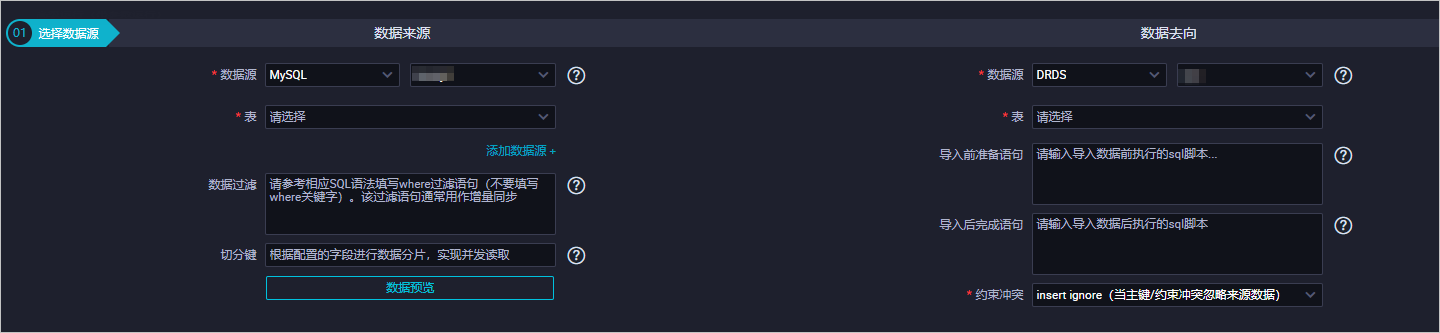 01 选择数据源 数据来源 数据去向
* 数据源 MySQL ? * 数据源 DRDS ?
* 表 请选择 * 表 请选择
添加数据源 +
导入前准备语句 请输入导入数据前执行的sql脚本... ?
数据过滤 请参考相应SQL语法填写where过滤语句（不要填写
where关键字）。该过滤语句通常用作增量同步 ?
导入后完成语句 请输入导入数据后执行的sql脚本 ?
切分键 根据配置的字段进行数据分片，实现并发读取 ?
数据预览
* 约束冲突 insert ignore（当主键/约束冲突忽略来源数据）